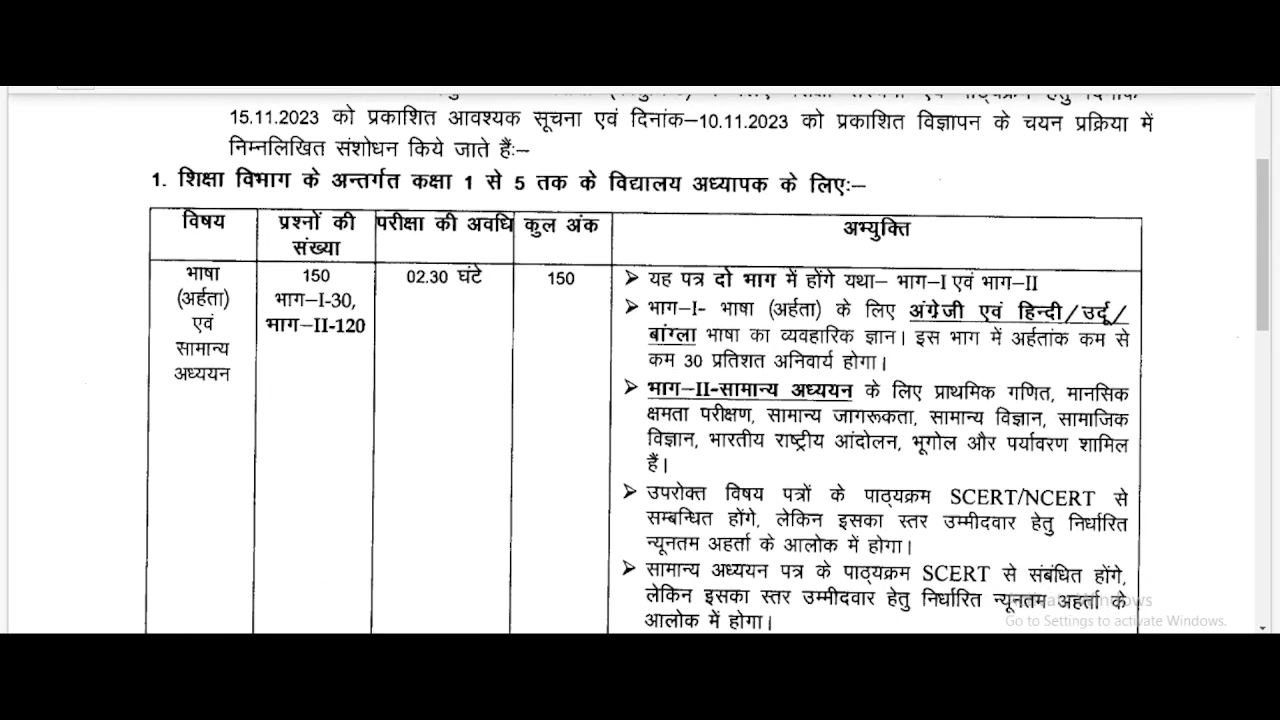 15.11.2023 को प्रकाशित आवश्यक सूचना एवं दिनांक–10.11.2023 को प्रकाशित विज्ञापन के चयन प्रक्रिया में
निम्नलिखित संशोधन किये जाते हैंः–
1. शिक्षा विभाग के अन्तर्गत कक्षा 1 से 5 तक के विद्यालय अध्यापक के लिएः–
विषय
प्रश्नों की
संख्या
परीक्षा की अवधि
कुल अंक
अभ्युक्ति
भाषा
(अर्हता)
एवं
सामान्य
अध्ययन
150
भाग–I-30,
भाग–II-120
02.30 घंटे
150
➢ यह पत्र दो भाग में होंगे यथा– भाग–I एवं भाग–II
➢ भाग–I- भाषा (अर्हता) के लिए अंग्रेजी एवं हिन्दी/उर्दू/
बांग्ला भाषा का व्यवहारिक ज्ञान। इस भाग में अर्हतांक कम से
कम 30 प्रतिशत अनिवार्य होगा।
➢ भाग–II-सामान्य अध्ययन के लिए प्राथमिक गणित, मानसिक
क्षमता परीक्षण, सामान्य जागरूकता, सामान्य विज्ञान, सामाजिक
विज्ञान, भारतीय राष्ट्रीय आंदोलन, भूगोल और पर्यावरण शामिल
हैं।
➢ उपरोक्त विषय पत्रों के पाठ्यक्रम SCERT/NCERT से
सम्बन्धित होंगे, लेकिन इसका स्तर उम्मीदवार हेतु निर्धारित
न्यूनतम अहर्ता के आलोक में होगा।
➢ सामान्य अध्ययन पत्र के पाठ्यक्रम SCERT से संबंधित होंगे,
लेकिन इसका स्तर उम्मीदवार हेतु निर्धारित न्यूनतम अहर्ता के
आलोक में होगा।
Activate Windows
Go to Settings to activate Windows.